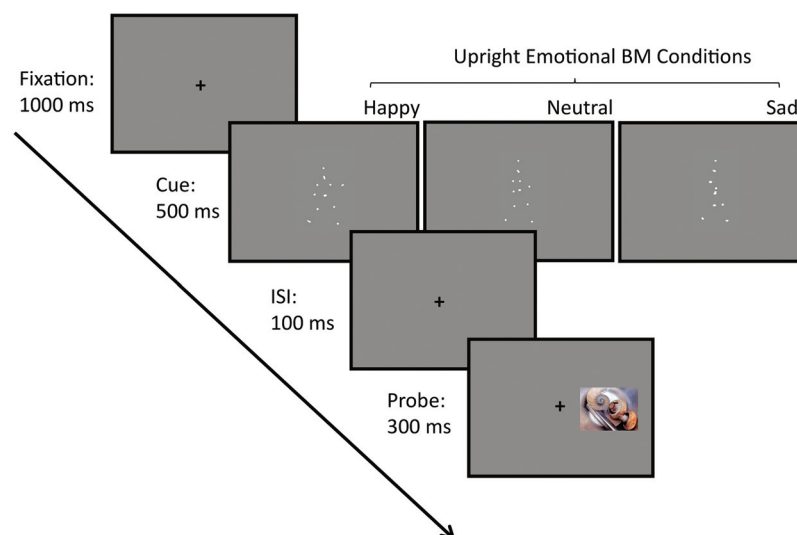 Upright Emotional BM Conditions
Fixation:
1000 ms
Happy
Neutral
Sad
Cue:
500 ms
ISI:
100 ms
Probe:
300 ms